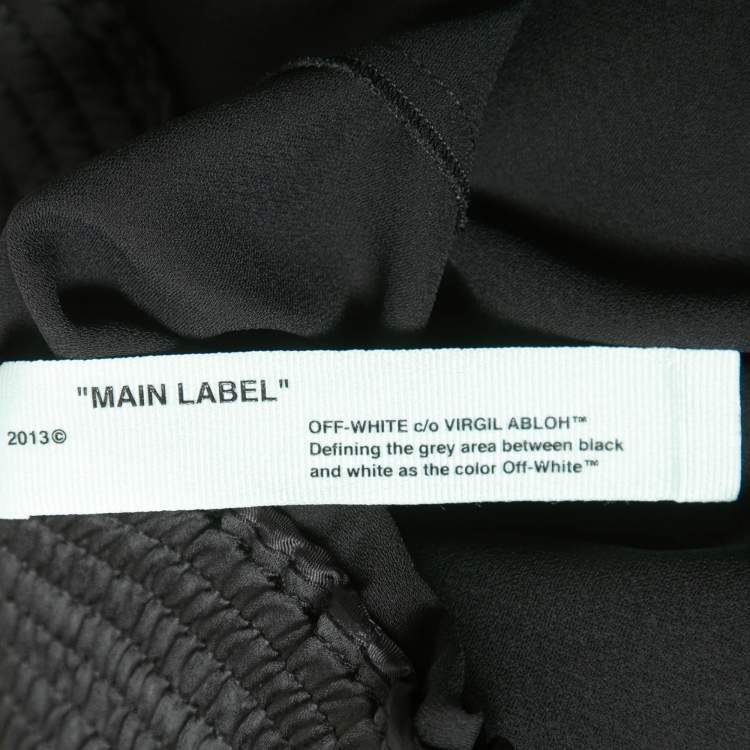 "MAIN LABEL"
2013©
OFF-WHITE c/o VIRGIL ABLOH™
Defining the grey area between black
and white as the color Off-White™